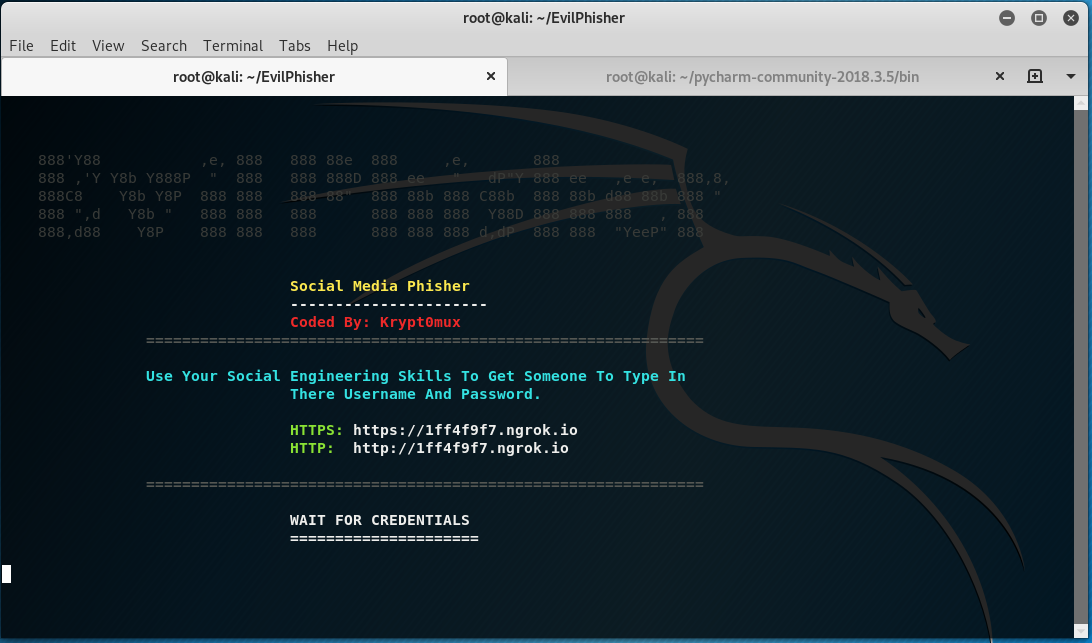 root@kali: ~/EvilPhisher
File Edit View Search Terminal Tabs Help
root@kali: ~/EvilPhisher
root@kali: ~/pycharm-community-2018.3.5/bin
888'Y88           ,e, 888   888 88e  888     ,e,       888
888 ,'Y Y8b Y888P  "  888   888 888D 888 ee   "   dP"Y 888 ee   ,e e,  888,8,
888C8    Y8b Y8P  888 888   888 88"  888 88b 888 C88b  888 88b d88 88b 888 "
888 ",d   Y8b "   888 888   888      888 888 888  Y88D 888 888 888   , 888
888,d88    Y8P    888 888   888      888 888 888 d,dP  888 888  "YeeP" 888
Social Media Phisher
----------------------
Coded By: Krypt0mux
==============================================================
Use Your Social Engineering Skills To Get Someone To Type In
There Username And Password.
HTTPS: https://1ff4f9f7.ngrok.io
HTTP:  http://1ff4f9f7.ngrok.io
==============================================================
WAIT FOR CREDENTIALS
=====================